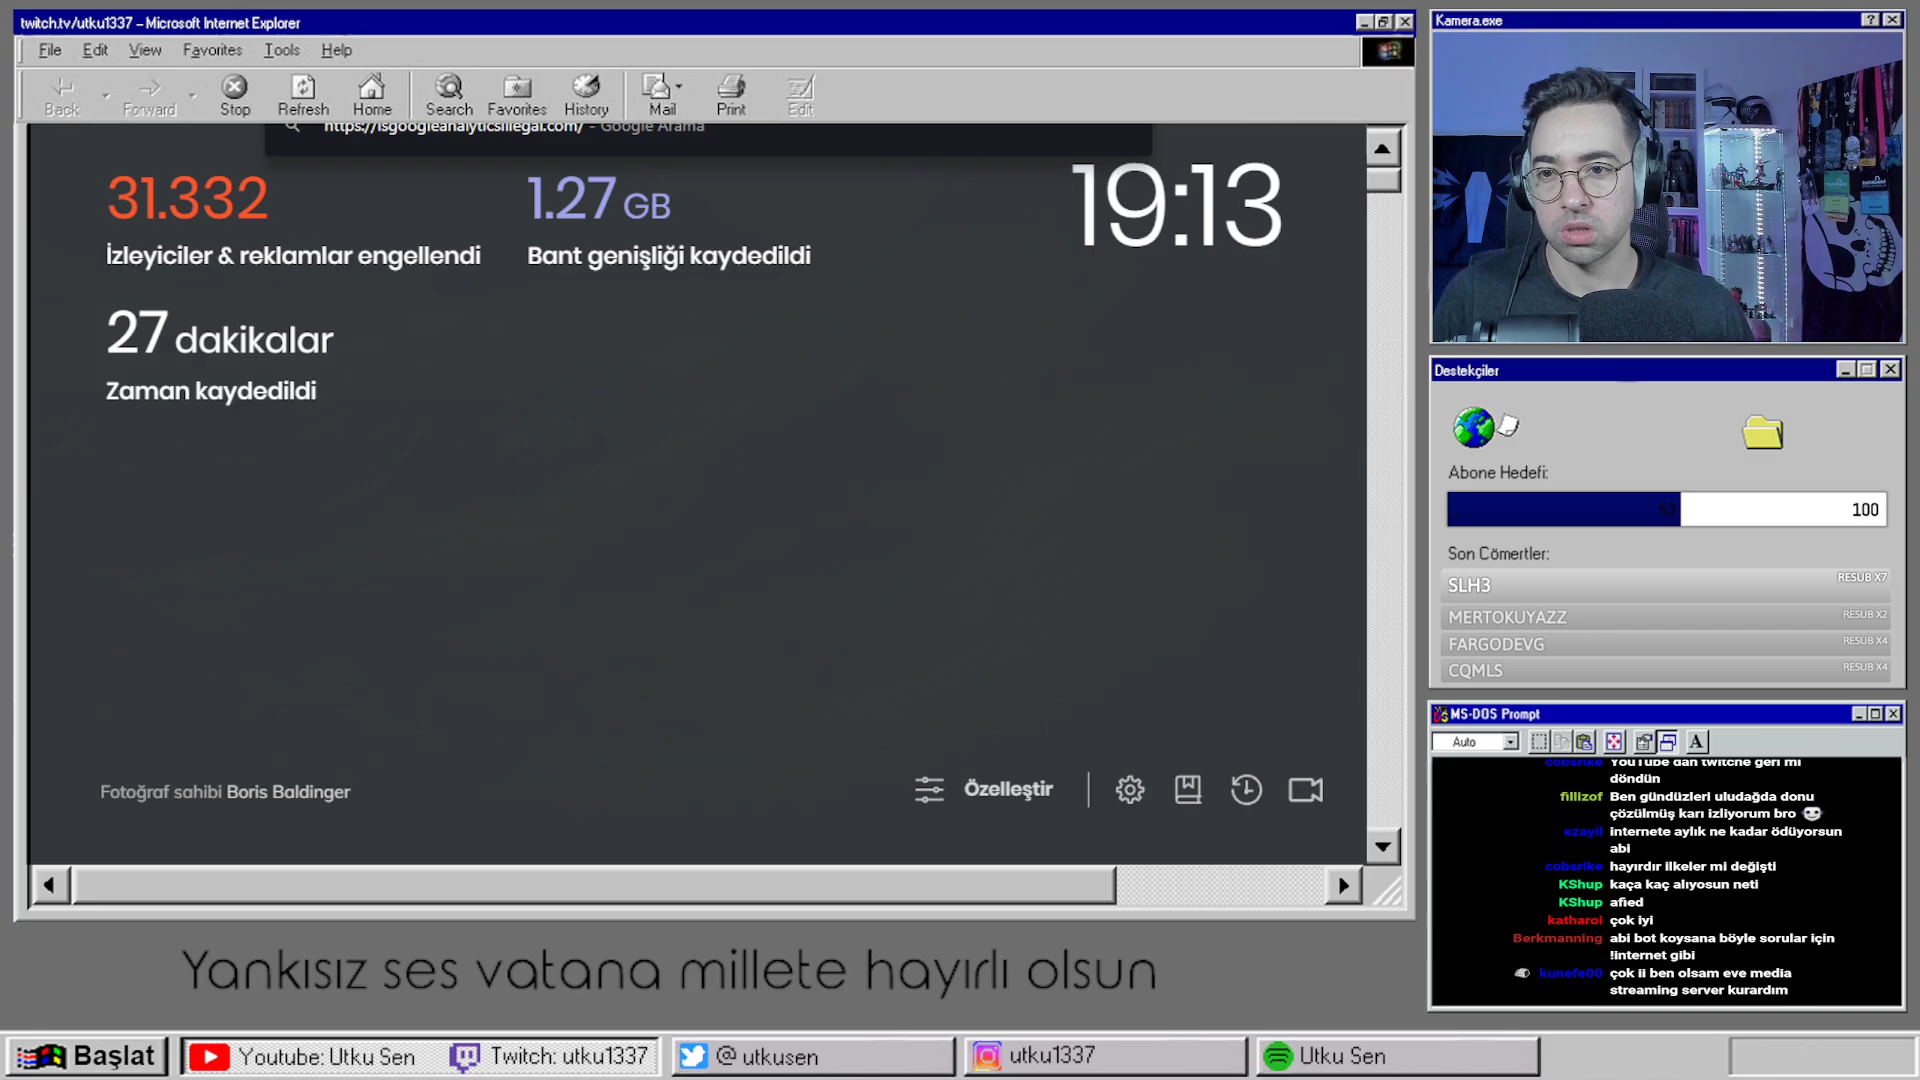 twitch.tv/utku1337 – Microsoft Internet Explorer
File Edit View Favorites Tools Help
Back Forward Stop Refresh Home Search Favorites History Mail Print Edit
https://isgoogleanalyticsillegal.com/ - Google Arama
31.332
İzleyiciler & reklamlar engellendi
1.27 GB
Bant genişliği kaydedildi
19:13
27 dakikalar
Zaman kaydedildi
Fotoğraf sahibi Boris Baldinger
Özelleştir
Yankısız ses vatana millete hayırlı olsun
Kamera.exe
Destekçiler
Abone Hedefi:
53 100
Son Cömertler:
SLH3 RESUB X7
MERTOKUYAZZ RESUB X2
FARGODEVG RESUB X4
CQMLS RESUB X4
MS-DOS Prompt
Auto
A
cobsrike YouTube dan twitche geri mi
döndün
fillizof Ben gündüzleri uludağda donu
çözülmüş karı izliyorum bro
ezayil internete aylık ne kadar ödüyorsun
abi
cobsrike hayırdır ilkeler mi değişti
KShup kaça kaç alıyosun neti
KShup afied
katharol çok iyi
Berkmanning abi bot koysana böyle sorular için
!internet gibi
kunefe00 çok ii ben olsam eve media
streaming server kurardım
Başlat
Youtube: Utku Sen
Twitch: utku1337
@utkusen
utku1337
Utku Sen